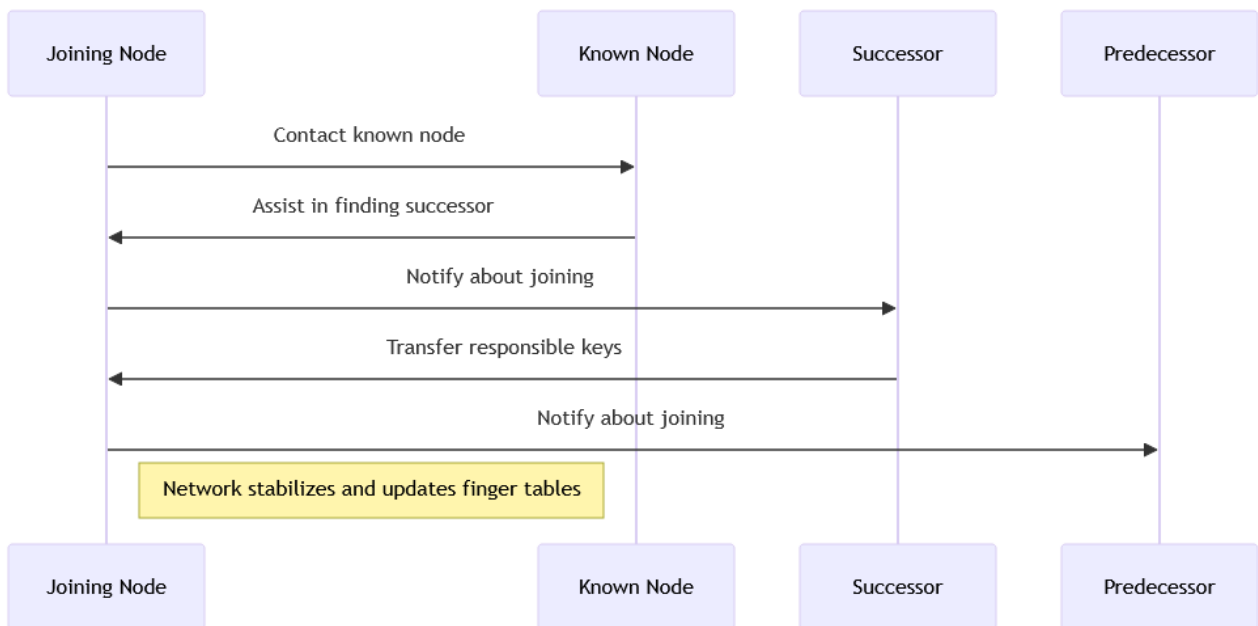 Joining Node
Known Node
Successor
Predecessor
Contact known node
Assist in finding successor
Notify about joining
Transfer responsible keys
Notify about joining
Network stabilizes and updates finger tables
Joining Node
Known Node
Successor
Predecessor